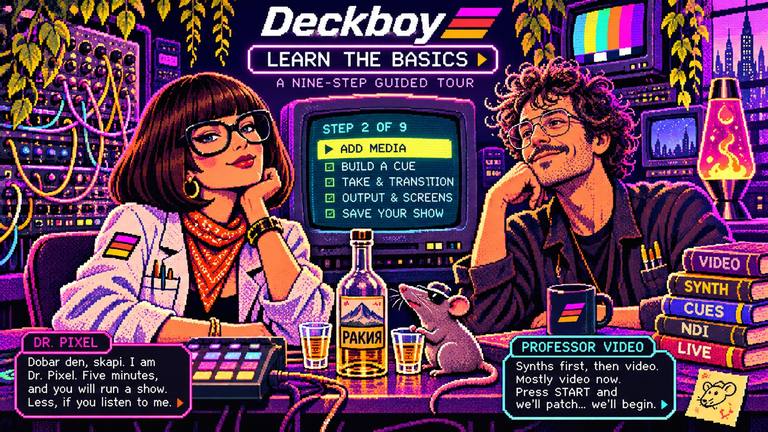 Deckboy
LEARN THE BASICS
A NINE-STEP GUIDED TOUR
STEP 2 OF 9
ADD MEDIA
BUILD A CUE
TAKE & TRANSITION
OUTPUT & SCREENS
SAVE YOUR SHOW
РАКИЯ
VIDEO
SYNTH
CUES
NDI
LIVE
DR. PIXEL
Dobar den, skapi. I am
Dr. Pixel. Five minutes,
and you will run a show.
Less, if you listen to me.
PROFESSOR VIDEO
Synths first, then video.
Mostly video now.
Press START and
we'll patch... we'll begin.